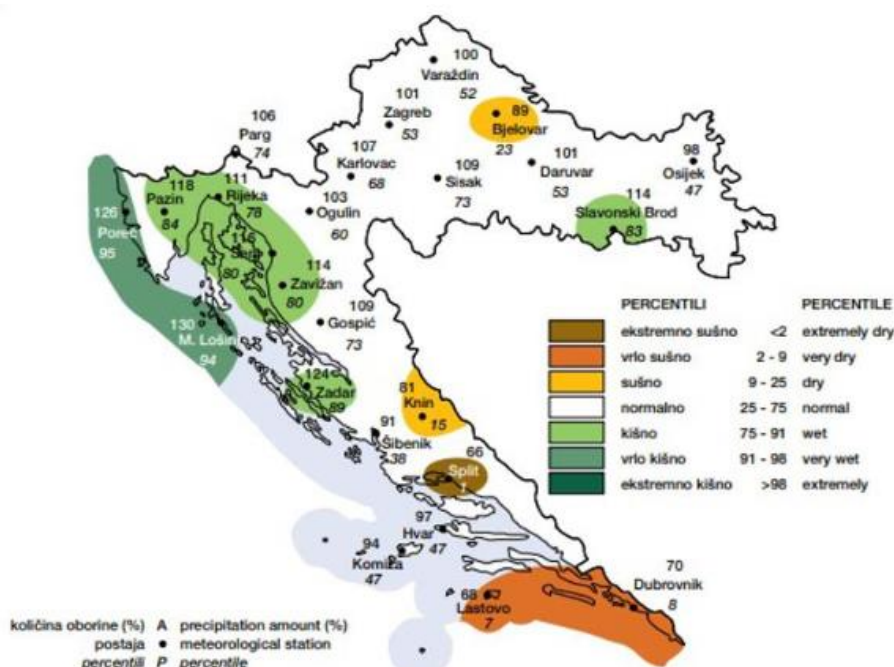 100
Varaždin
52
101
Zagreb
53
89
Bjelovar
23
106
Parg
74
107
Karlovac
68
109
Sisak
73
101
Daruvar
53
98
Osijek
47
118
Pazin
84
111
Rijeka
78
103
Ogulin
60
114
Slavonski Brod
83
126
Poreč
95
116
Senj
80
114
Zavižan
80
109
Gospić
73
130
M. Lošinj
94
124
Zadar
89
81
Knin
15
91
Šibenik
38
66
Split
1
97
Hvar
47
94
Komiža
47
68
Lastovo
7
70
Dubrovnik
8
PERCENTILI PERCENTILE
ekstremno sušno <2 extremely dry
vrlo sušno 2 - 9 very dry
sušno 9 - 25 dry
normalno 25 - 75 normal
kišno 75 - 91 wet
vrlo kišno 91 - 98 very wet
ekstremno kišno >98 extremely
količina oborine (%) A precipitation amount (%)
postaja ● meteorological station
percentili P percentile